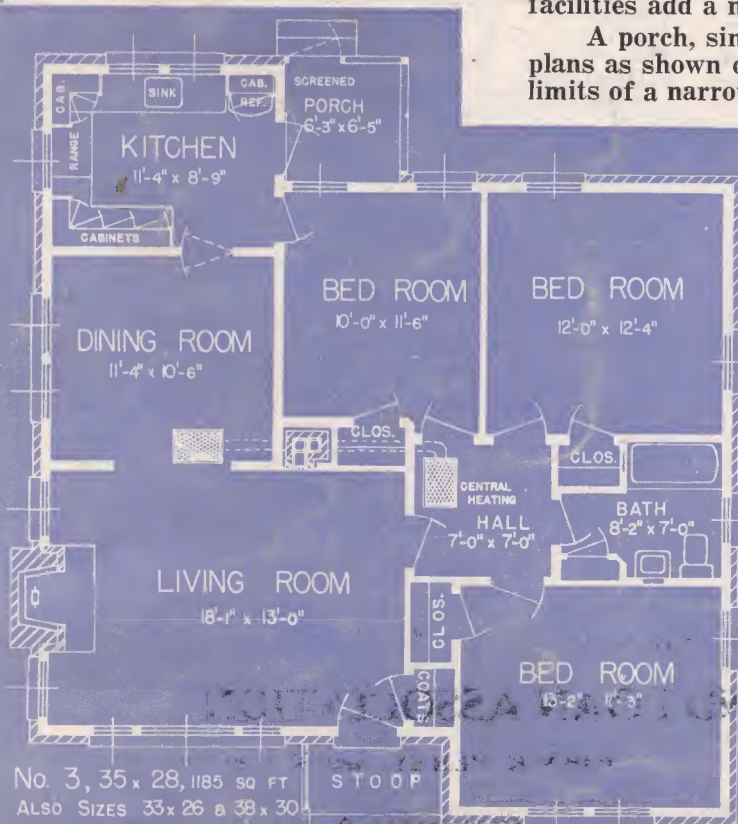 facilities add a
A porch,
plans as shown
limits of a
CAB.
SINK
CAB.
REF.
SCREENED
PORCH
6'-3" x 6'-5"
RANGE
KITCHEN
11'-4" x 8'-9"
CABINETS
BED ROOM
10'-0" x 11'-6"
BED ROOM
12'-0" x 12'-4"
DINING ROOM
11'-4" x 10'-6"
CLOS.
CLOS.
CENTRAL
HEATING
HALL
7'-0" x 7'-0"
BATH
8'-2" x 7'-0"
LIVING ROOM
18'-1" x 13'-0"
CLOS.
COATS
BED ROOM
13'-2"
No. 3, 35 x 28, 1185 SQ FT
ALSO SIZES 33 x 26 & 38 x 30
STOOP